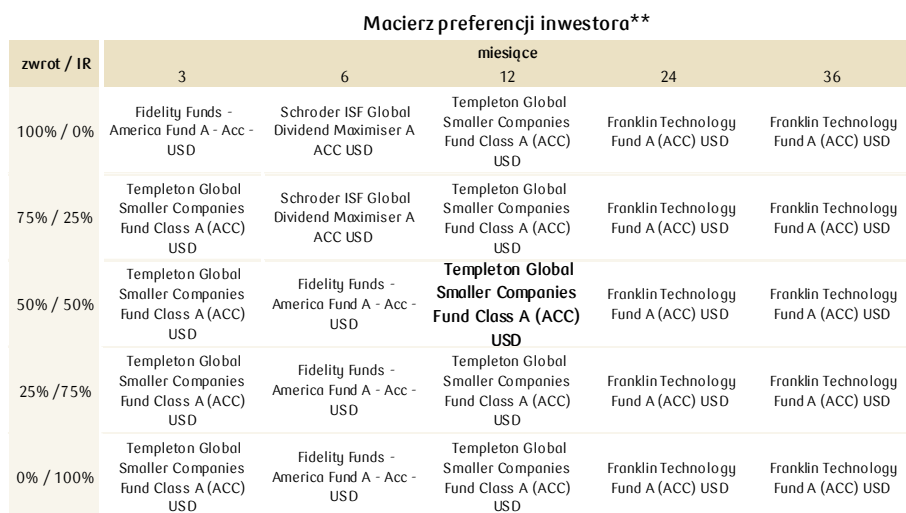 Macierz preferencji inwestora**
zwrot / IR
miesiące
3 6 12 24 36
100% / 0%
Fidelity Funds -
America Fund A - Acc -
USD
Schroder ISF Global
Dividend Maximiser A
ACC USD
Templeton Global
Smaller Companies
Fund Class A (ACC)
USD
Franklin Technology
Fund A (ACC) USD
Franklin Technology
Fund A (ACC) USD
75% / 25%
Templeton Global
Smaller Companies
Fund Class A (ACC)
USD
Schroder ISF Global
Dividend Maximiser A
ACC USD
Templeton Global
Smaller Companies
Fund Class A (ACC)
USD
Franklin Technology
Fund A (ACC) USD
Franklin Technology
Fund A (ACC) USD
50% / 50%
Templeton Global
Smaller Companies
Fund Class A (ACC)
USD
Fidelity Funds -
America Fund A - Acc -
USD
Templeton Global
Smaller Companies
Fund Class A (ACC)
USD
Franklin Technology
Fund A (ACC) USD
Franklin Technology
Fund A (ACC) USD
25% /75%
Templeton Global
Smaller Companies
Fund Class A (ACC)
USD
Fidelity Funds -
America Fund A - Acc -
USD
Templeton Global
Smaller Companies
Fund Class A (ACC)
USD
Franklin Technology
Fund A (ACC) USD
Franklin Technology
Fund A (ACC) USD
0% / 100%
Templeton Global
Smaller Companies
Fund Class A (ACC)
USD
Fidelity Funds -
America Fund A - Acc -
USD
Templeton Global
Smaller Companies
Fund Class A (ACC)
USD
Franklin Technology
Fund A (ACC) USD
Franklin Technology
Fund A (ACC) USD